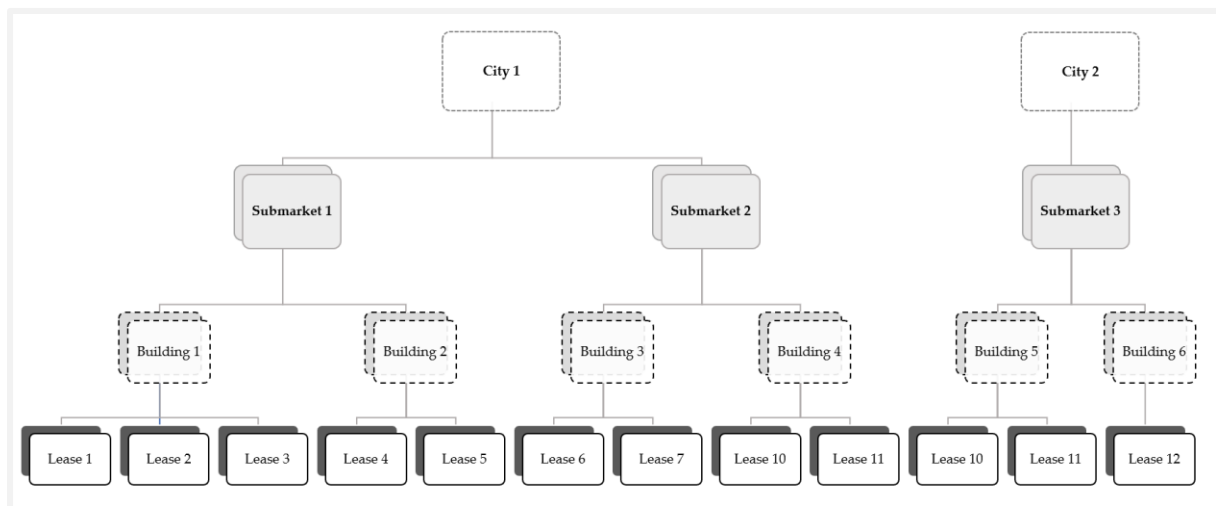 City 1
City 2
Submarket 1
Submarket 2
Submarket 3
Building 1
Building 2
Building 3
Building 4
Building 5
Building 6
Lease 1
Lease 2
Lease 3
Lease 4
Lease 5
Lease 6
Lease 7
Lease 10
Lease 11
Lease 10
Lease 11
Lease 12